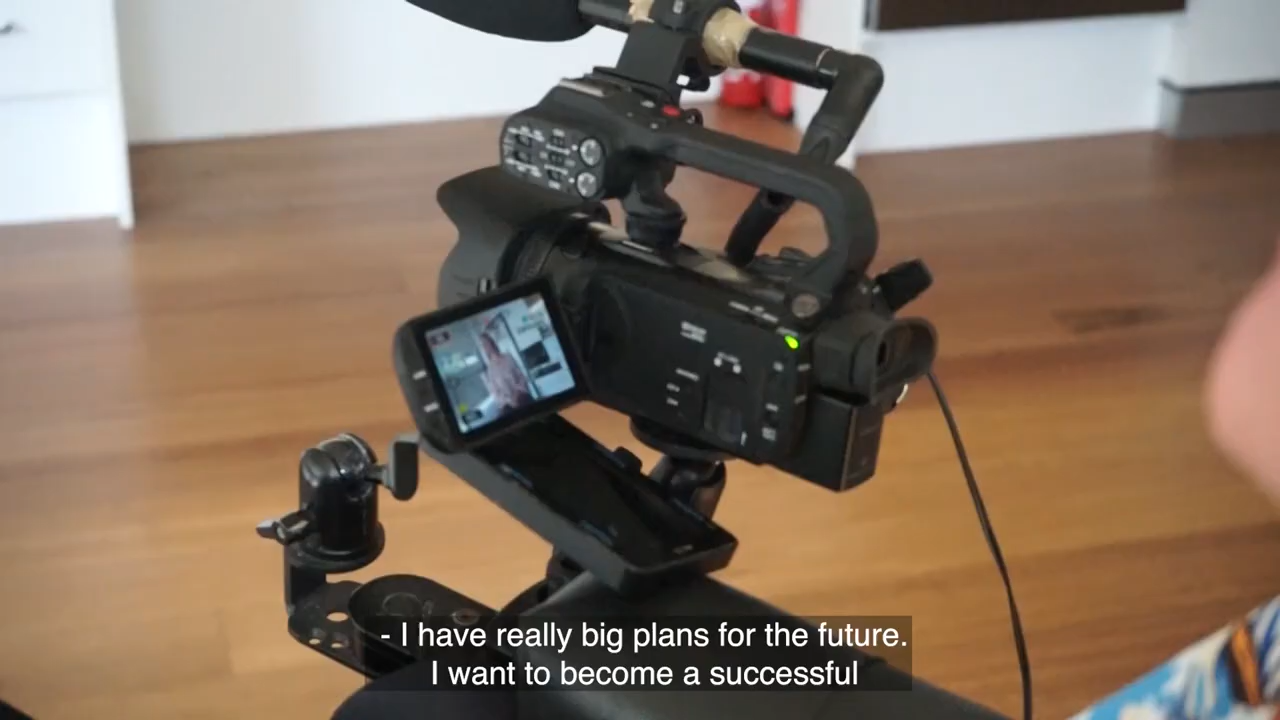 - I have really big plans for the future.
I want to become a successful